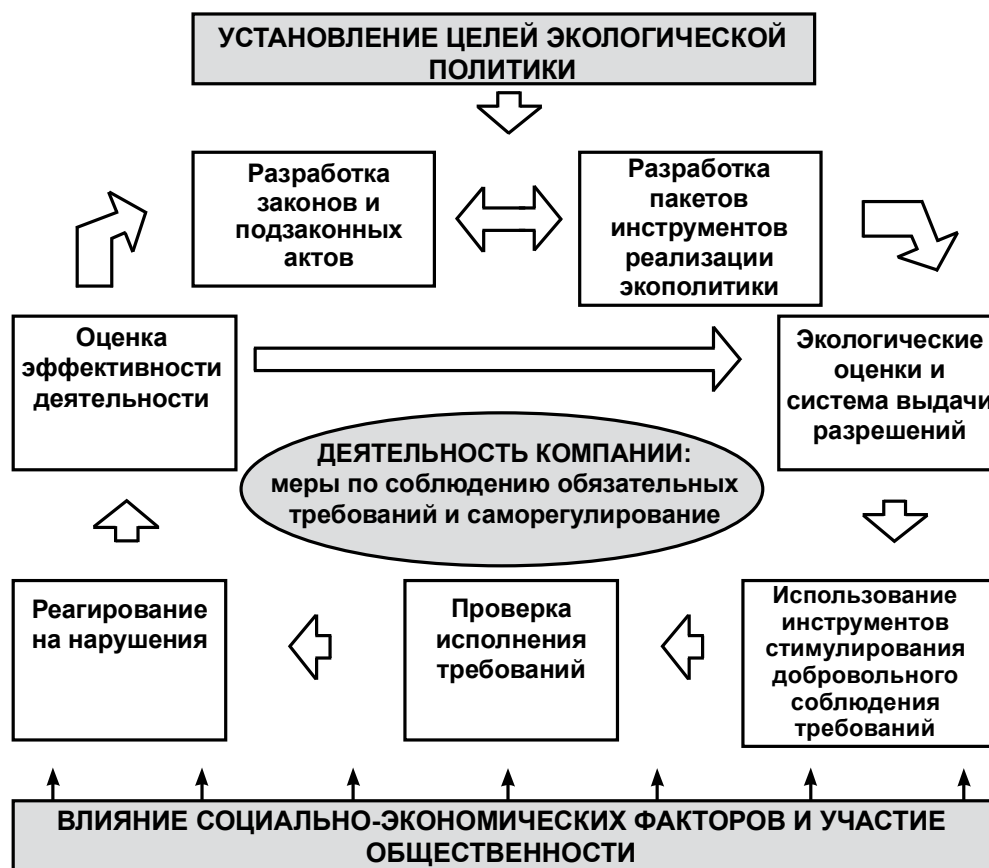 УСТАНОВЛЕНИЕ ЦЕЛЕЙ ЭКОЛОГИЧЕСКОЙ
ПОЛИТИКИ
Разработка
законов и
подзаконных
актов
Разработка
пакетов
инструментов
реализации
экополитики
Оценка
эффективности
деятельности
Экологические
оценки и
система выдачи
разрешений
ДЕЯТЕЛЬНОСТЬ КОМПАНИИ:
меры по соблюдению обязательных
требований и саморегулирование
Реагирование
на нарушения
Проверка
исполнения
требований
Использование
инструментов
стимулирования
добровольного
соблюдения
требований
ВЛИЯНИЕ СОЦИАЛЬНО-ЭКОНОМИЧЕСКИХ ФАКТОРОВ И УЧАСТИЕ
ОБЩЕСТВЕННОСТИ